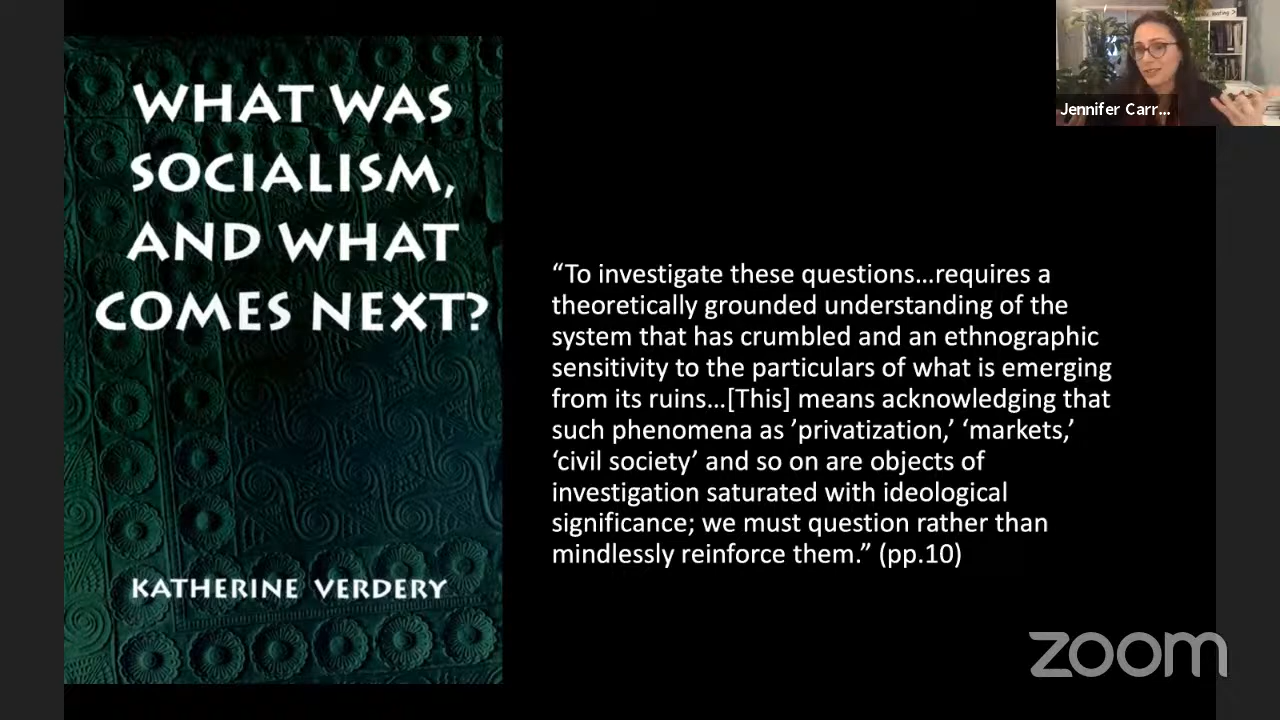 WHAT WAS
SOCIALISM,
AND WHAT
COMES NEXT?
KATHERINE VERDERY
“To investigate these questions…requires a
theoretically grounded understanding of the
system that has crumbled and an ethnographic
sensitivity to the particulars of what is emerging
from its ruins…[This] means acknowledging that
such phenomena as ’privatization,’ ‘markets,’
‘civil society’ and so on are objects of
investigation saturated with ideological
significance; we must question rather than
mindlessly reinforce them.” (pp.10)
Jennifer Carr...
zoom